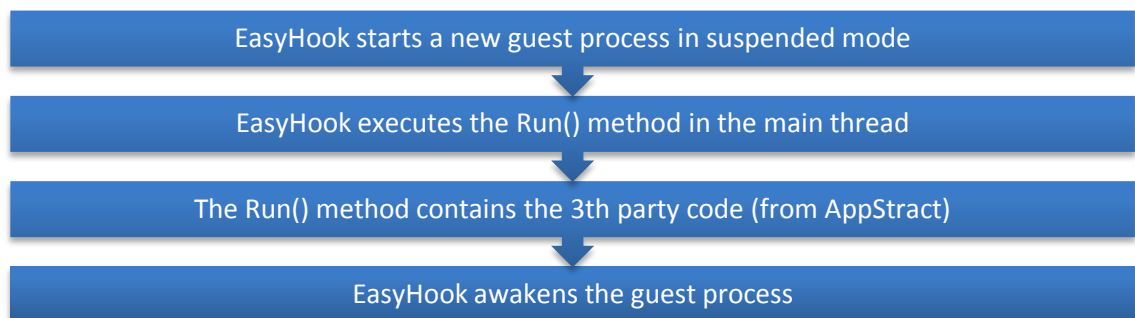 EasyHook starts a new guest process in suspended mode
EasyHook executes the Run() method in the main thread
The Run() method contains the 3th party code (from AppStract)
EasyHook awakens the guest process